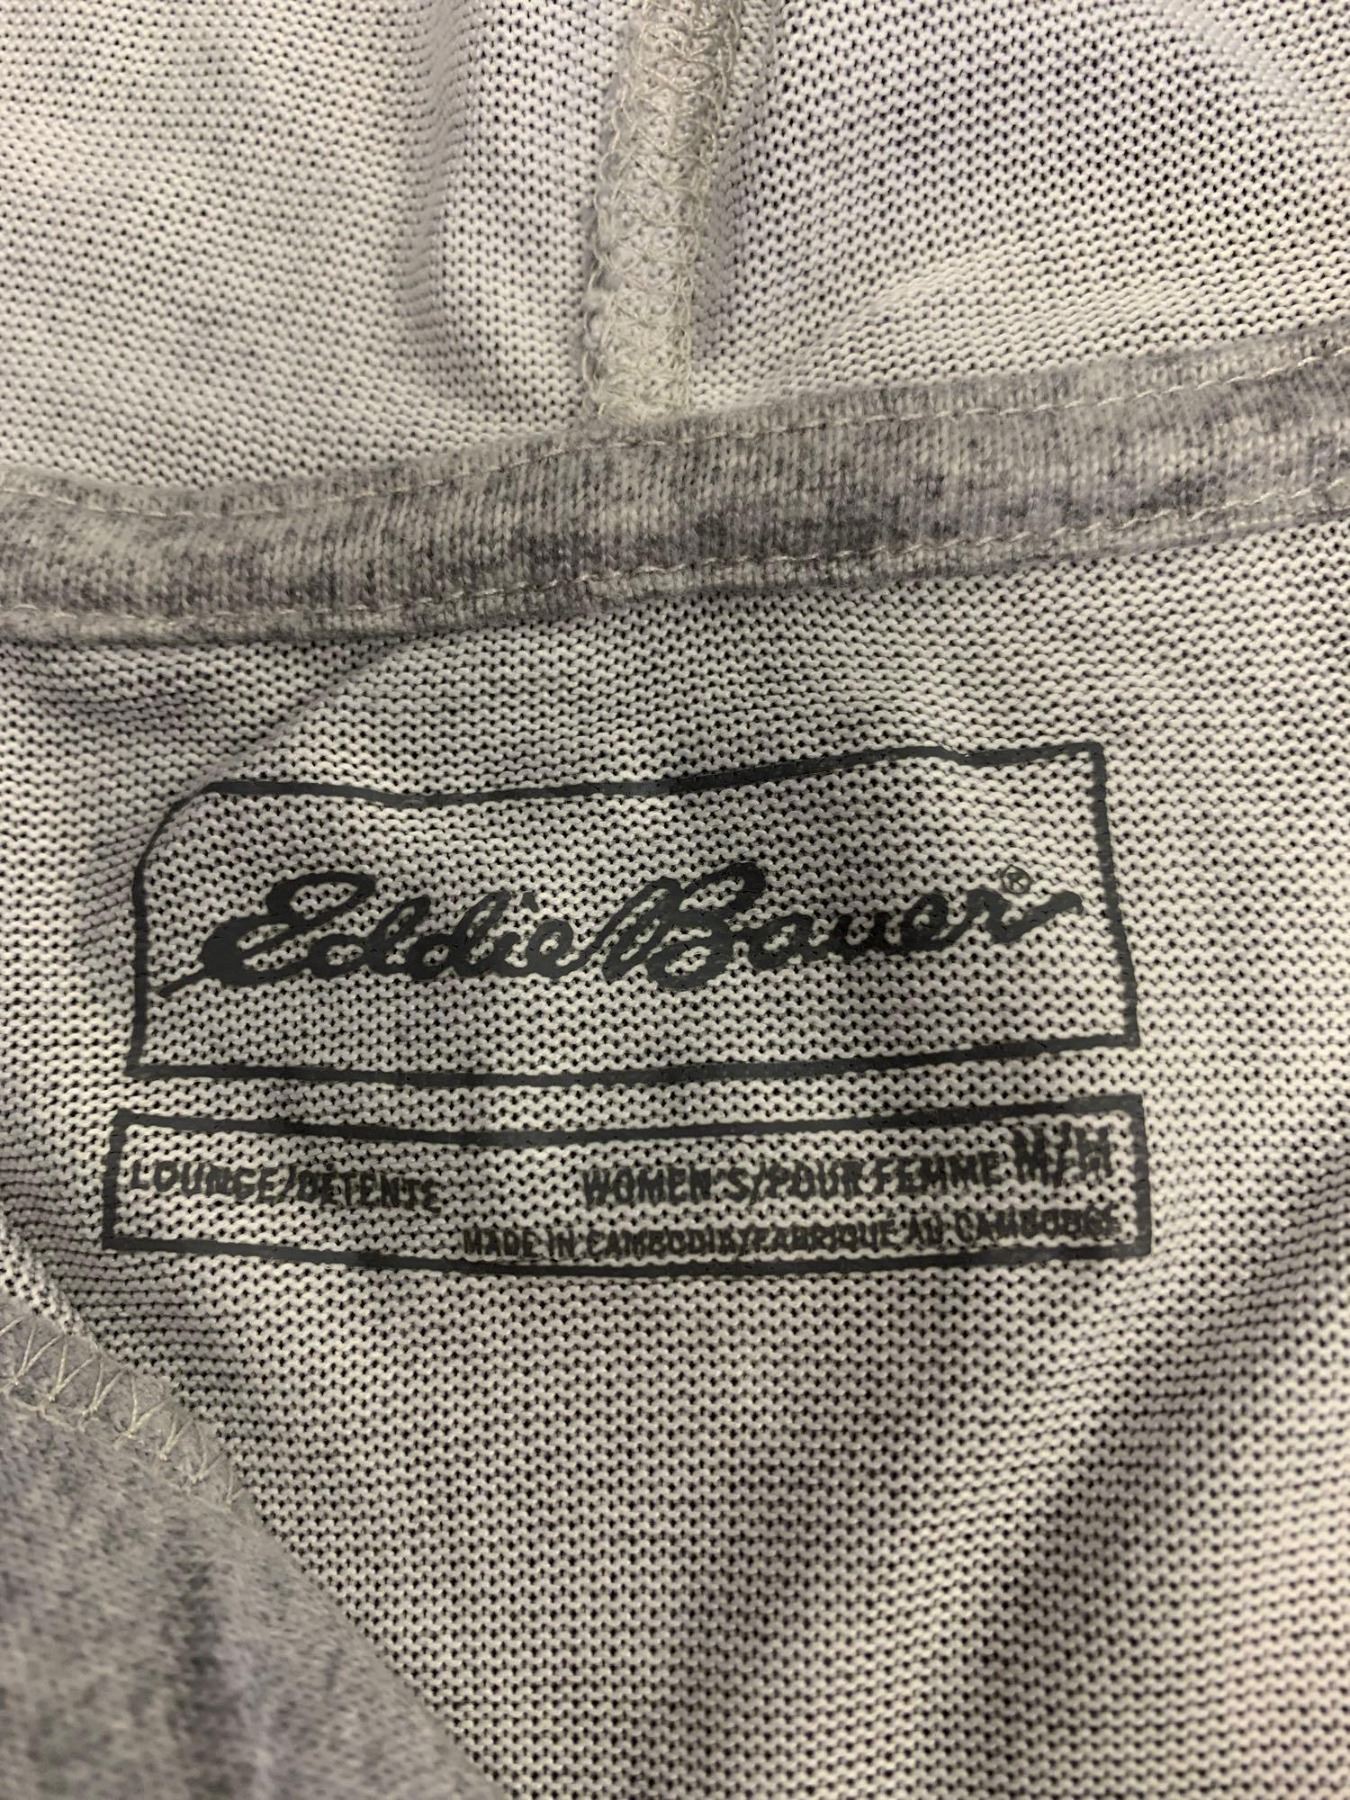 Eddie Bauer®
LOUNGE/DÉTENTE WOMEN'S/POUR FEMME M/M
MADE IN CAMBODIA/FABRIQUÉ AU CAMBODGE